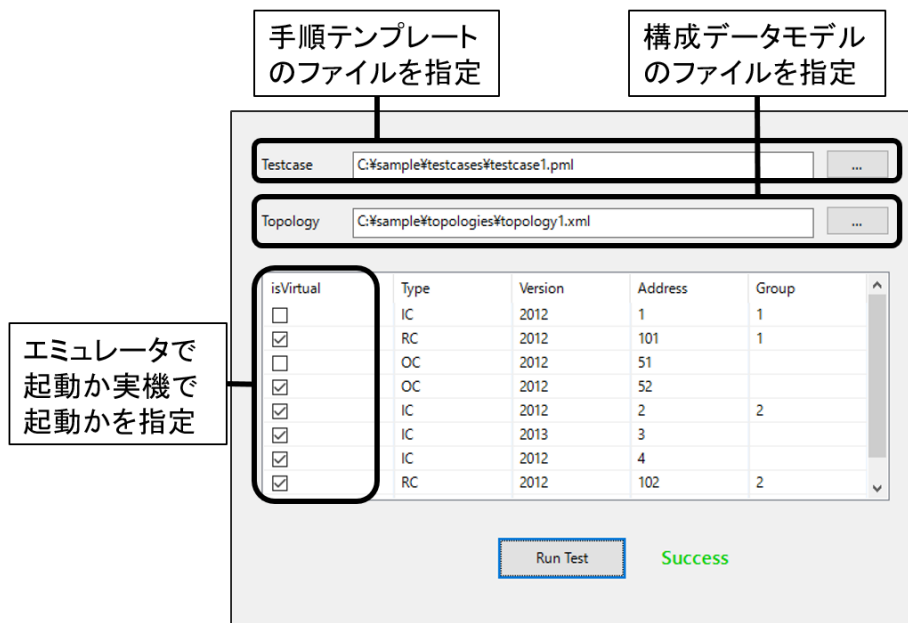 手順テンプレート
のファイルを指定
構成データモデル
のファイルを指定
Testcase C:¥sample¥testcases¥testcase1.pml ...
Topology C:¥sample¥topologies¥topology1.xml ...
isVirtual Type Version Address Group
IC 2012 1 1
RC 2012 101 1
OC 2012 51
OC 2012 52
IC 2012 2 2
IC 2013 3
IC 2012 4
RC 2012 102 2
エミュレータで
起動か実機で
起動かを指定
Run Test Success